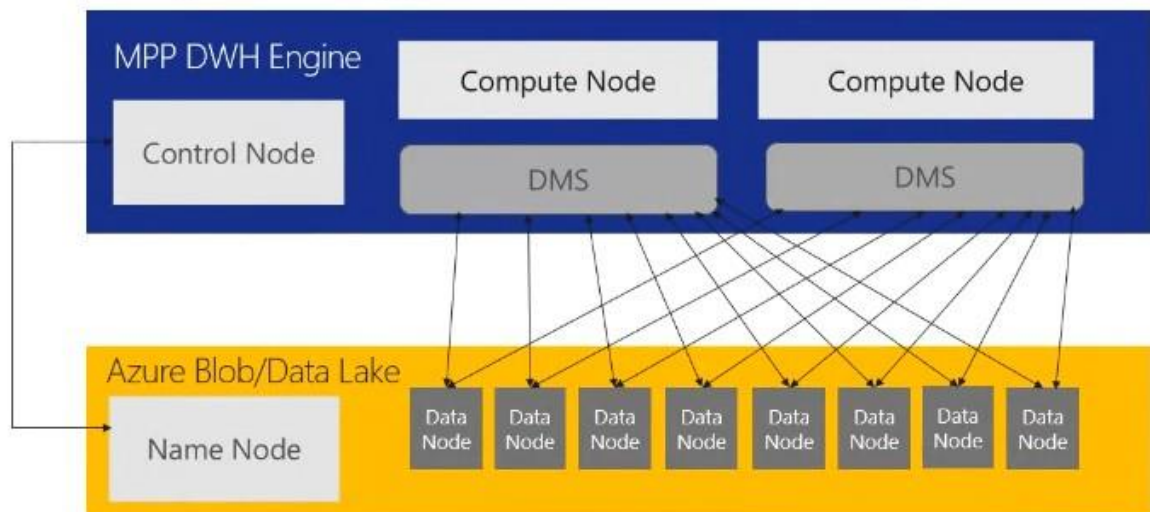 MPP DWH Engine
Compute Node
Compute Node
Control Node
DMS
DMS
Azure Blob/Data Lake
Name Node
Data
Node
Data
Node
Data
Node
Data
Node
Data
Node
Data
Node
Data
Node
Data
Node